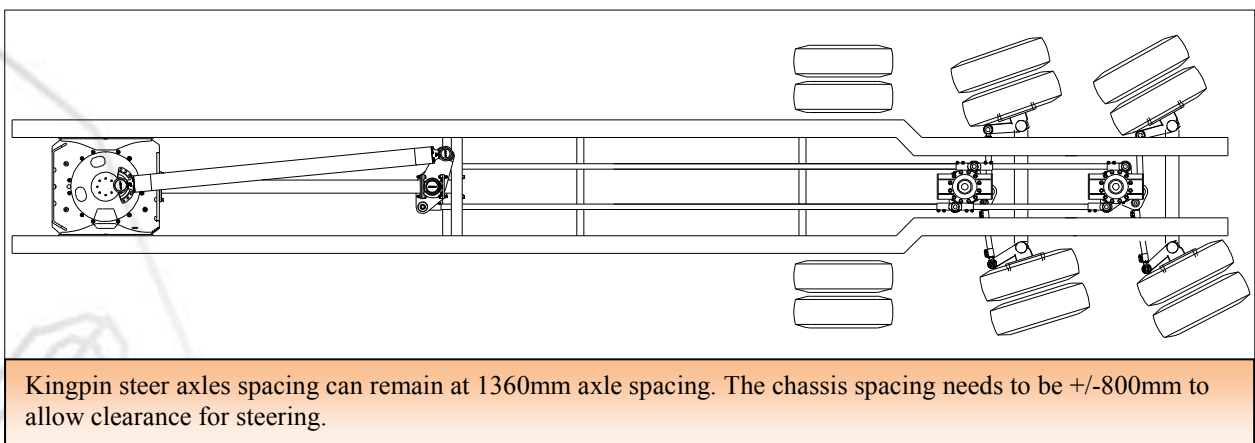 Kingpin steer axles spacing can remain at 1360mm axle spacing. The chassis spacing needs to be +/-800mm to
allow clearance for steering.